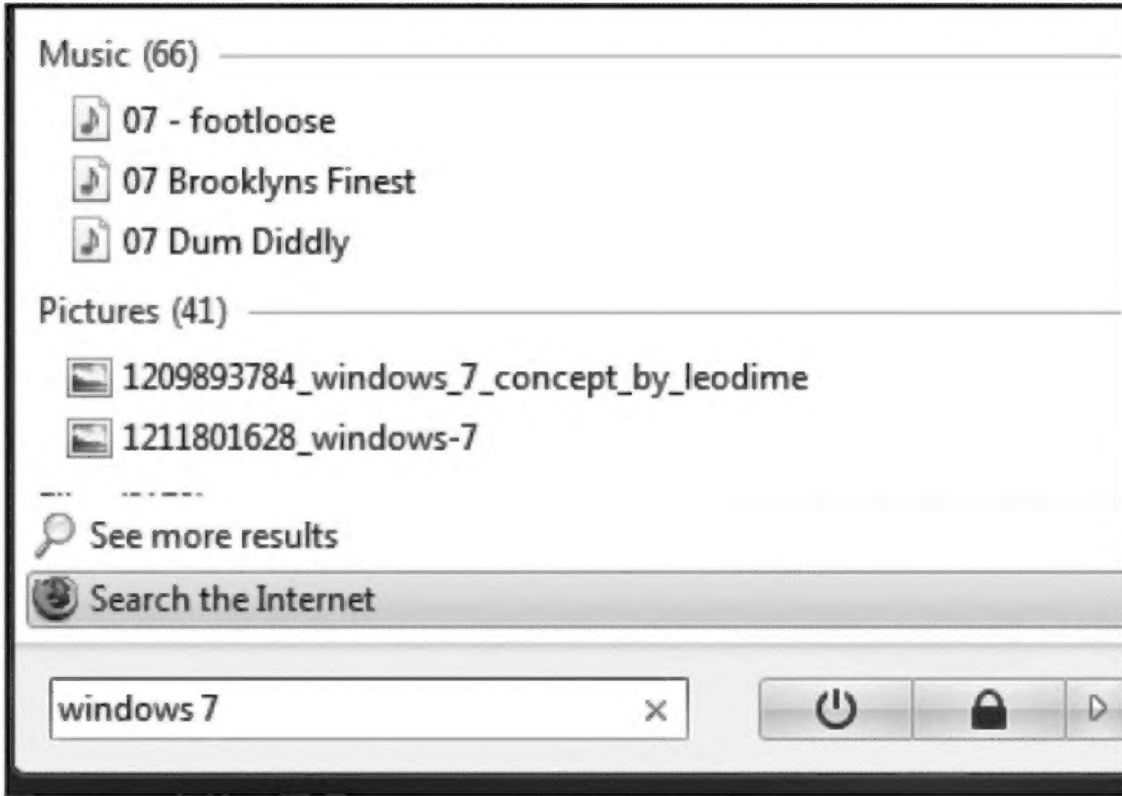 Music (66)
07 - footloose
07 Brooklyns Finest
07 Dum Diddly
Pictures (41)
1209893784_windows_7_concept_by_leodime
1211801628_windows-7
See more results
Search the Internet
windows 7